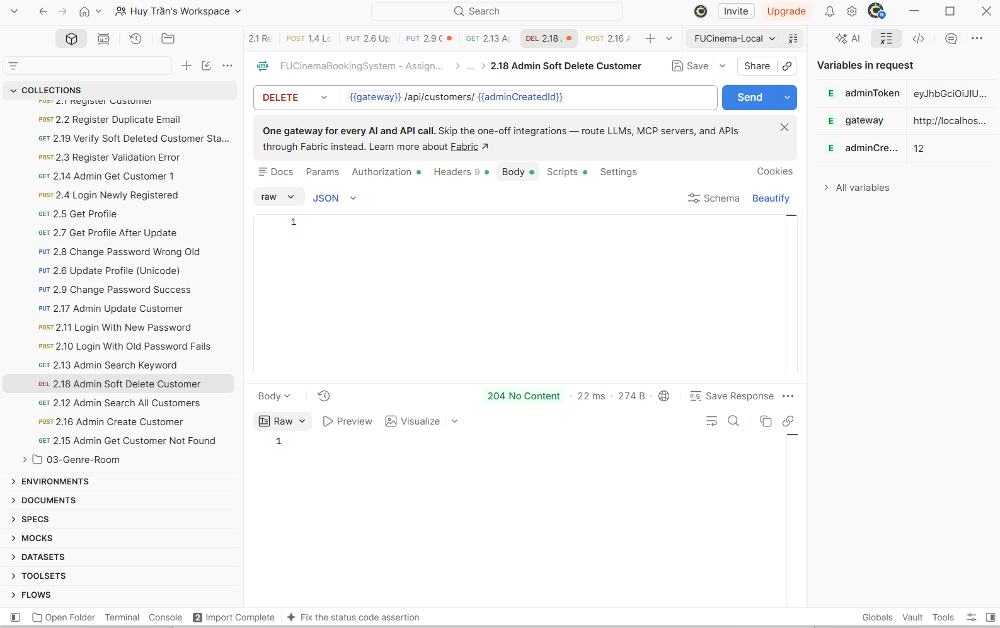 Huy Trần's Workspace
Search
Invite
Upgrade
H
2.1 Re
POST 1.4 Lo
PUT 2.6 Up
PUT 2.9 C
GET 2.13 Ac
DEL 2.18
POST 2.16 A
FUCinema-Local
AI
HTTP
FUCinemaBookingSystem - Assign...
...
2.18 Admin Soft Delete Customer
Save
Share
Variables in request
COLLECTIONS
POST 2.1 Register Customer
POST 2.2 Register Duplicate Email
GET 2.19 Verify Soft Deleted Customer Sta...
POST 2.3 Register Validation Error
GET 2.14 Admin Get Customer 1
POST 2.4 Login Newly Registered
GET 2.5 Get Profile
GET 2.7 Get Profile After Update
PUT 2.8 Change Password Wrong Old
PUT 2.6 Update Profile (Unicode)
PUT 2.9 Change Password Success
PUT 2.17 Admin Update Customer
POST 2.11 Login With New Password
POST 2.10 Login With Old Password Fails
GET 2.13 Admin Search Keyword
DEL 2.18 Admin Soft Delete Customer
GET 2.12 Admin Search All Customers
POST 2.16 Admin Create Customer
GET 2.15 Admin Get Customer Not Found
03-Genre-Room
ENVIRONMENTS
DOCUMENTS
SPECS
MOCKS
DATASETS
TOOLSETS
FLOWS
DELETE
{{gateway}} /api/customers/ {{adminCreatedId}}
Send
One gateway for every AI and API call. Skip the one-off integrations — route LLMs, MCP servers, and APIs
through Fabric instead. Learn more about Fabric ↗
Docs
Params
Authorization
Headers 9
Body
Scripts
Settings
Cookies
raw
JSON
Schema
Beautify
1
Body
204 No Content
22 ms
274 B
e.g. Save Response
Raw
Preview
Visualize
1
E adminToken eyJhbGciOiJIU...
E gateway http://localhos...
E adminCre... 12
All variables
Open Folder
Terminal
Console
2 Import Complete
Fix the status code assertion
Globals
Vault
Tools